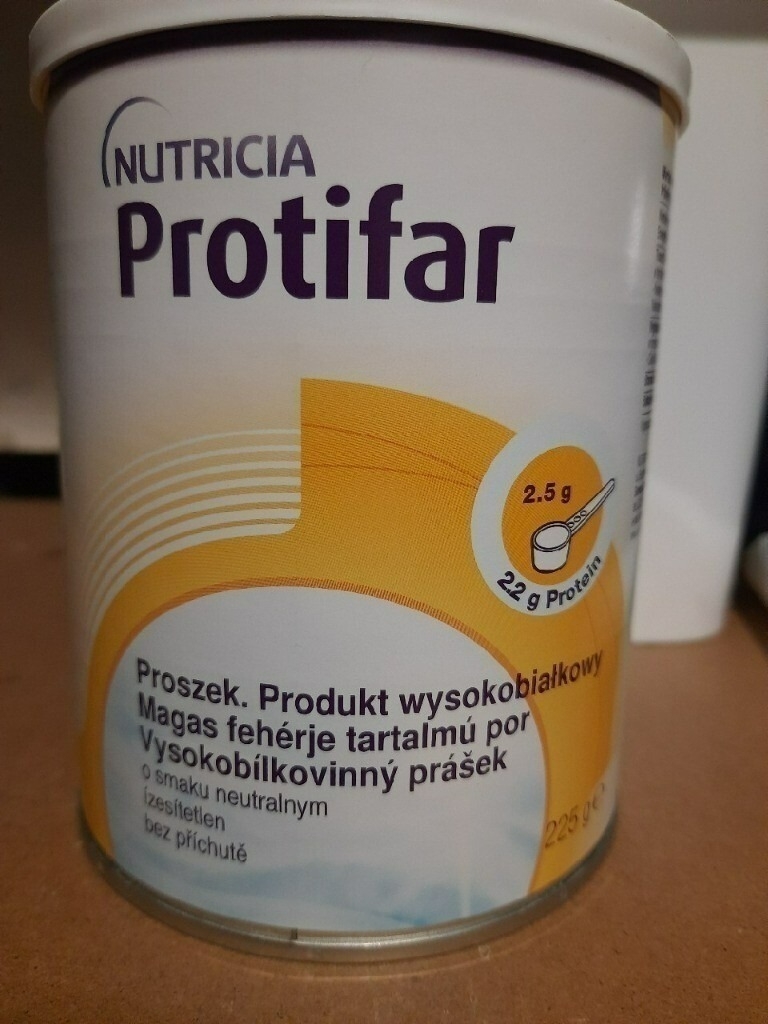 NUTRICIA
Protifar
2.5 g
2.2 g Protein
Proszek. Produkt wysokobiałkowy
Magas fehérje tartalmú por
Vysokobílkovinný prášek
o smaku neutralnym
ízesítetlen
bez příchutě
225 g e